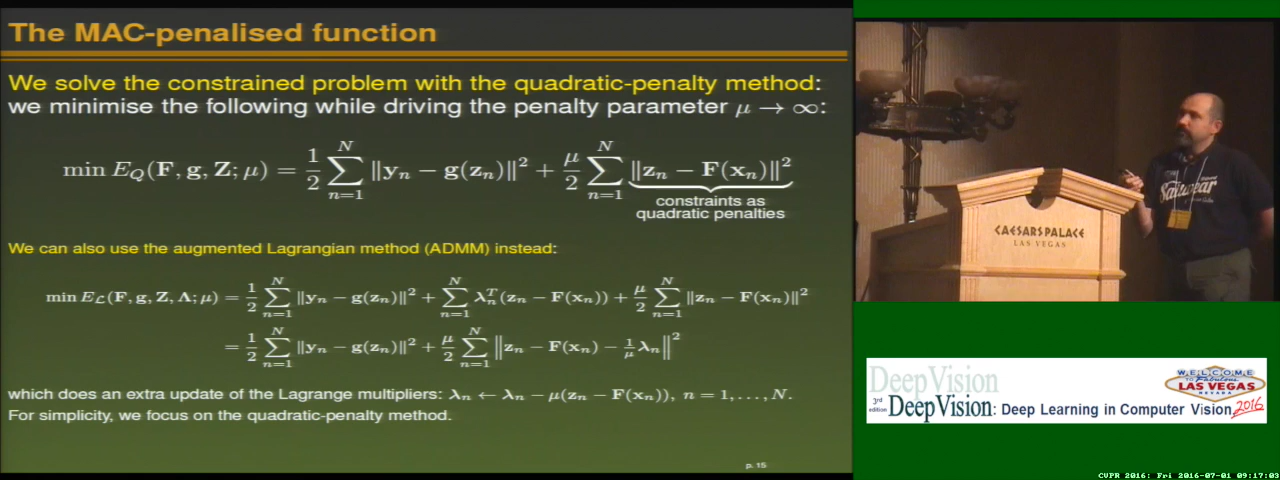 The MAC-penalised function
We solve the constrained problem with the quadratic-penalty method:
we minimise the following while driving the penalty parameter μ → ∞:
min E_Q(F, g, Z; μ) = 1/2 ∑_{n=1}^{N} ‖y_n − g(z_n)‖² + μ/2 ∑_{n=1}^{N} ‖z_n − F(x_n)‖²
constraints as
quadratic penalties
We can also use the augmented Lagrangian method (ADMM) instead:
min E_ℒ(F, g, Z, Λ; μ) = 1/2 ∑_{n=1}^{N} ‖y_n − g(z_n)‖² + ∑_{n=1}^{N} λ_n^T(z_n − F(x_n)) + μ/2 ∑_{n=1}^{N} ‖z_n − F(x_n)‖²
= 1/2 ∑_{n=1}^{N} ‖y_n − g(z_n)‖² + μ/2 ∑_{n=1}^{N} ‖z_n − F(x_n) − 1/μ λ_n‖²
which does an extra update of the Lagrange multipliers: λ_n ← λ_n − μ(z_n − F(x_n)), n = 1, . . . , N.
For simplicity, we focus on the quadratic-penalty method.
p. 15
CAESARS PALACE
LAS VEGAS
DeepVision
WELCOME
TO Fabulous
LAS VEGAS
NEVADA
3rd
edition
DeepVision: Deep Learning in Computer Vision 2016
CVPR 2016: Fri 2016-07-01 09:17:03